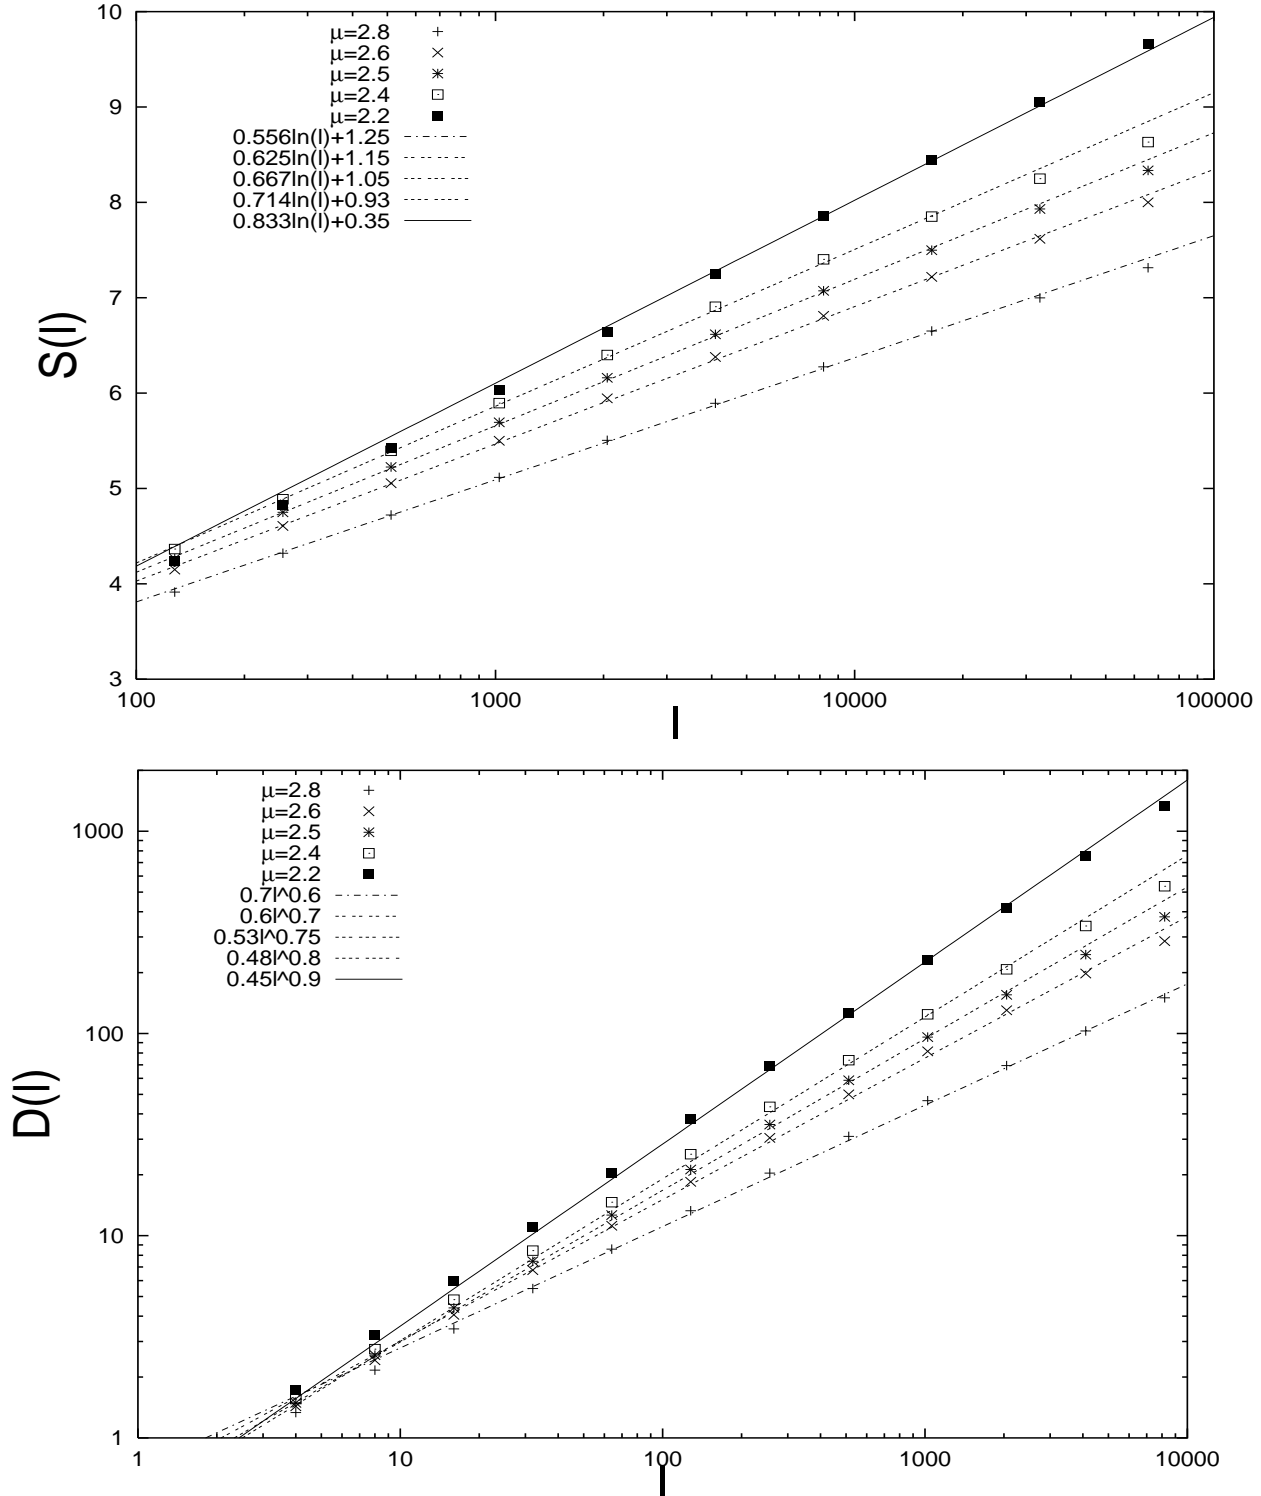 10
9
8
7
6
5
4
3
S(l)
μ=2.8
μ=2.6
μ=2.5
μ=2.4
μ=2.2
0.556ln(l)+1.25
0.625ln(l)+1.15
0.667ln(l)+1.05
0.714ln(l)+0.93
0.833ln(l)+0.35
100 1000 10000 100000
l
1000
100
10
1
D(l)
μ=2.8
μ=2.6
μ=2.5
μ=2.4
μ=2.2
0.7l^0.6
0.6l^0.7
0.53l^0.75
0.48l^0.8
0.45l^0.9
1 10 100 1000 10000
l